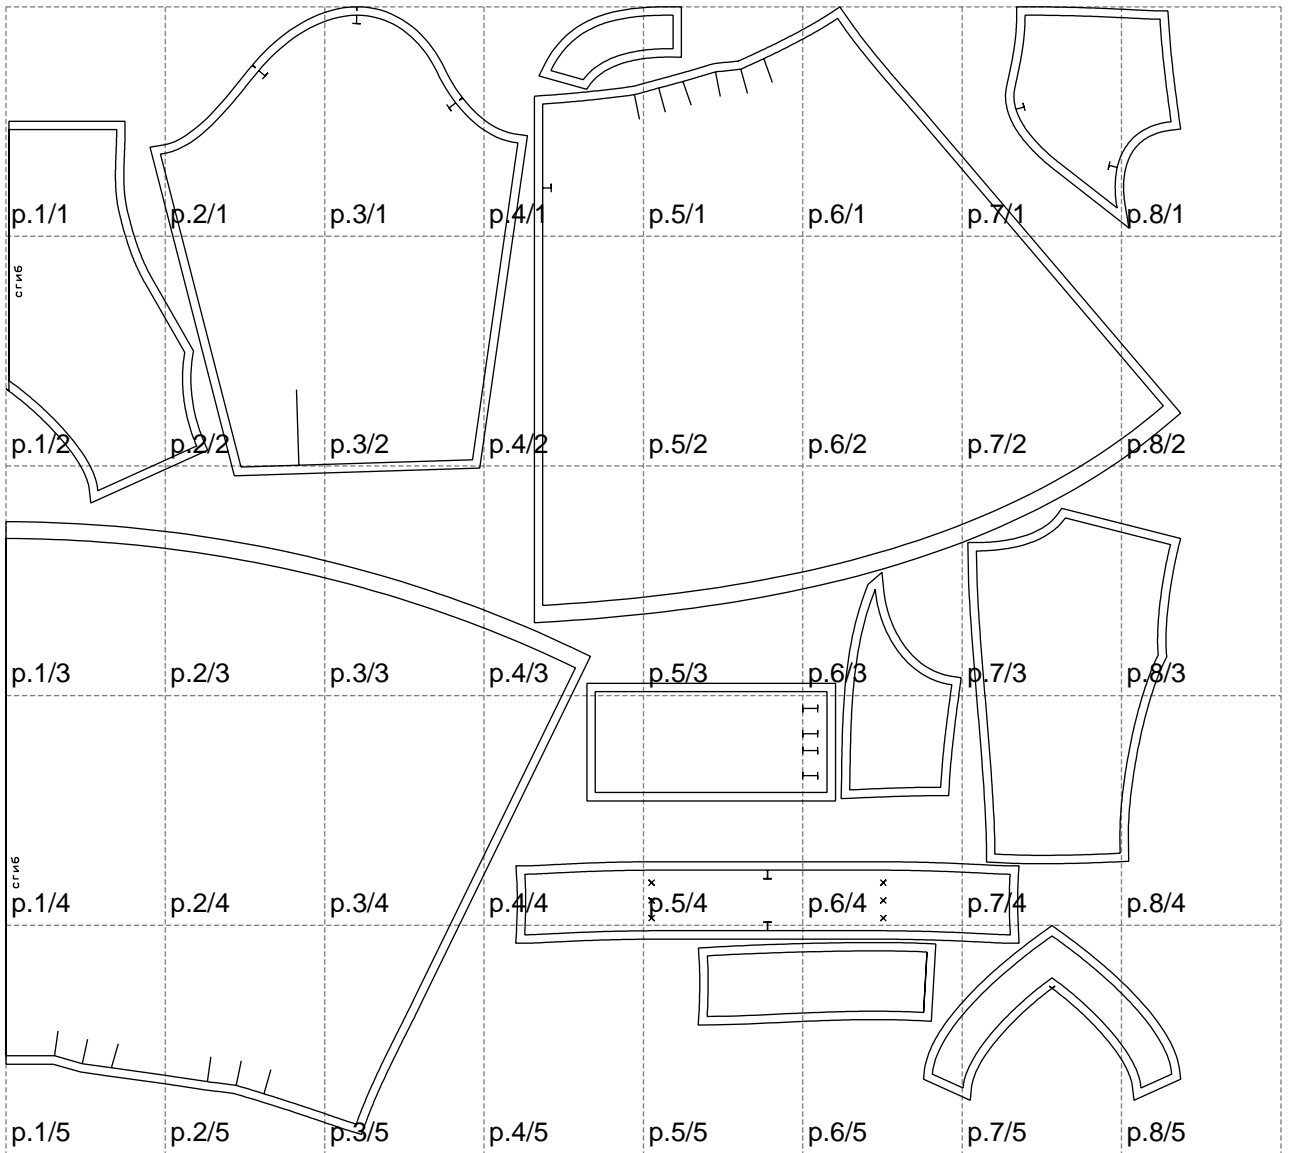 p.1/1 p.2/1 p.3/1 p.4/1 p.5/1 p.6/1 p.7/1 p.8/1
сгиб
p.1/2 p.2/2 p.3/2 p.4/2 p.5/2 p.6/2 p.7/2 p.8/2
p.1/3 p.2/3 p.3/3 p.4/3 p.5/3 p.6/3 p.7/3 p.8/3
сгиб
p.1/4 p.2/4 p.3/4 p.4/4 p.5/4 p.6/4 p.7/4 p.8/4
p.1/5 p.2/5 p.3/5 p.4/5 p.5/5 p.6/5 p.7/5 p.8/5